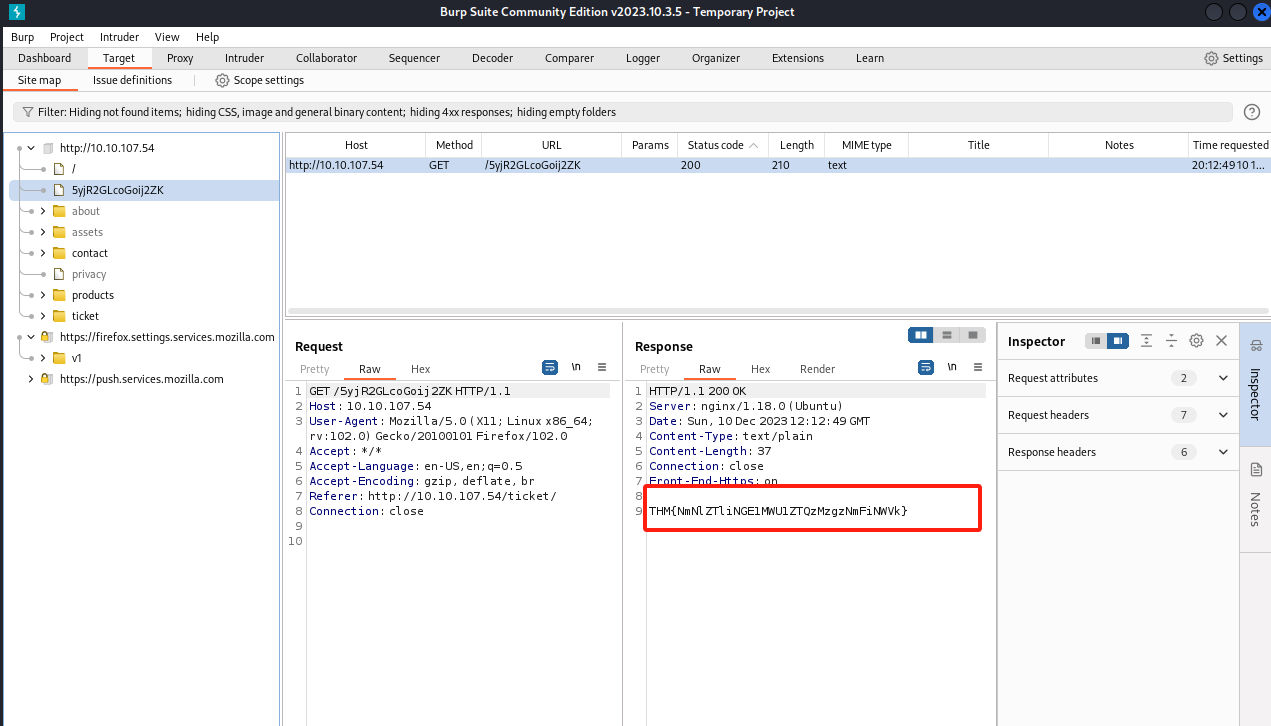 Burp Suite Community Edition v2023.10.3.5 - Temporary Project
Burp Project Intruder View Help
Dashboard Target Proxy Intruder Collaborator Sequencer Decoder Comparer Logger Organizer Extensions Learn Settings
Site map Issue definitions Scope settings
Filter: Hiding not found items; hiding CSS, image and general binary content; hiding 4xx responses; hiding empty folders
http://10.10.107.54
/
5yjR2GLcoGoij2ZK
about
assets
contact
privacy
products
ticket
https://firefox.settings.services.mozilla.com
v1
https://push.services.mozilla.com
Host Method URL Params Status code Length MIME type Title Notes Time requested
http://10.10.107.54 GET /5yjR2GLcoGoij2ZK 200 210 text 20:12:49 10 1...
Request
Pretty Raw Hex \n
1 GET /5yjR2GLcoGoij2ZK HTTP/1.1
2 Host: 10.10.107.54
3 User-Agent: Mozilla/5.0 (X11; Linux x86_64;
rv:102.0) Gecko/20100101 Firefox/102.0
4 Accept: */*
5 Accept-Language: en-US,en;q=0.5
6 Accept-Encoding: gzip, deflate, br
7 Referer: http://10.10.107.54/ticket/
8 Connection: close
9
10
Response
Pretty Raw Hex Render \n
1 HTTP/1.1 200 OK
2 Server: nginx/1.18.0 (Ubuntu)
3 Date: Sun, 10 Dec 2023 12:12:49 GMT
4 Content-Type: text/plain
5 Content-Length: 37
6 Connection: close
7 Front-End-Https: on
8
9 THM{NmNlZTliNGE1MWU1ZTQzMzgzNmFiNWVk}
Inspector
Request attributes 2
Request headers 7
Response headers 6
Inspector
Notes